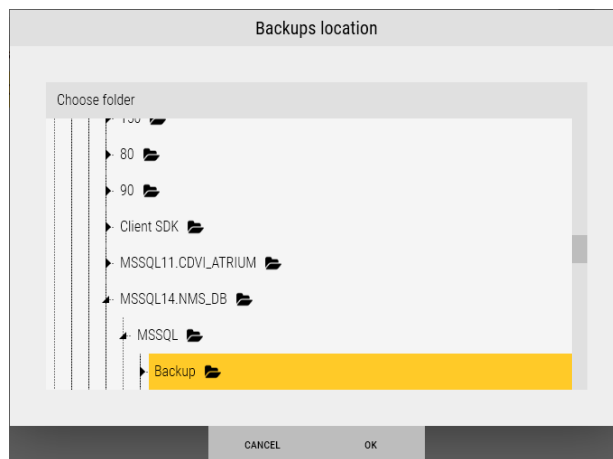 Backups location
Choose folder
80
90
Client SDK
MSSQL11.CDVI_ATRIUM
MSSQL14.NMS_DB
MSSQL
Backup
CANCEL OK